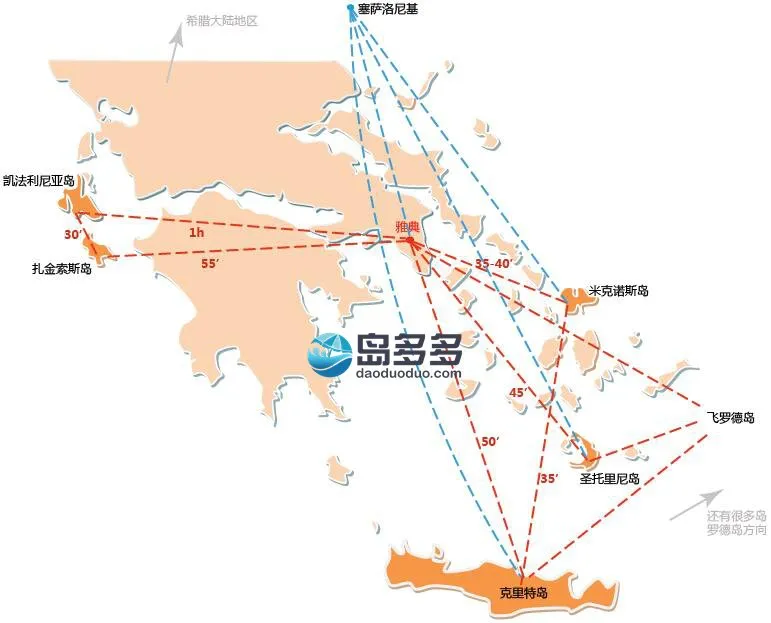 塞萨洛尼基
希腊大陆地区
凯法利尼亚岛
30′
1h
雅典
扎金索斯岛
55′
35-40′
米克诺斯岛
岛多多
daoduoduo.com
45′
飞罗德岛
50′
35′
圣托里尼岛
还有很多岛
罗德岛方向
克里特岛